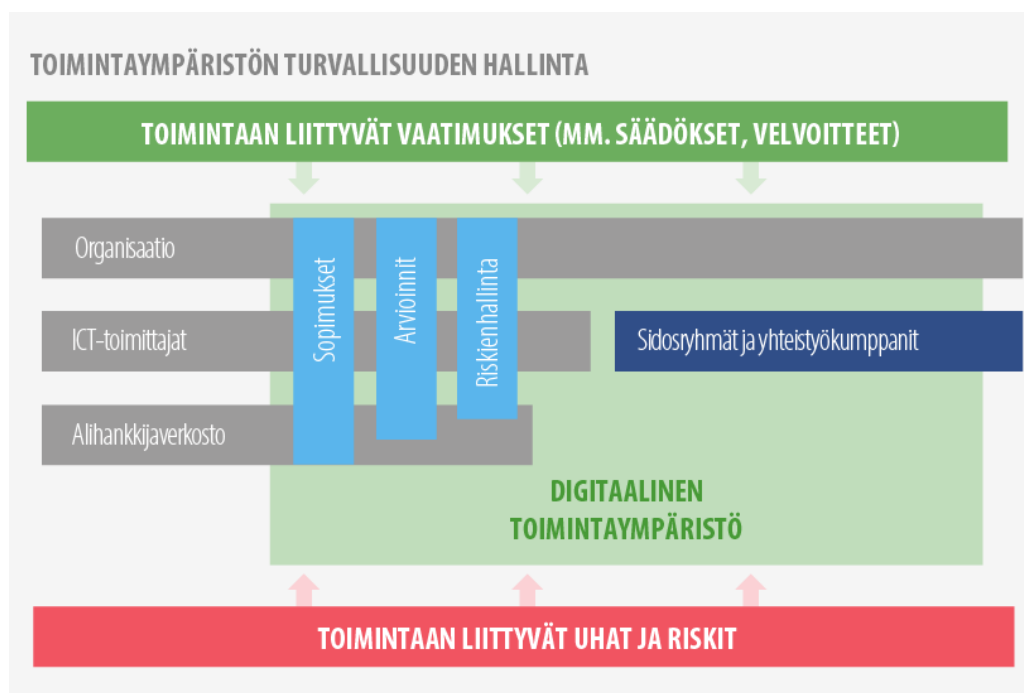 TOIMINTAYMPÄRISTÖN TURVALLISUUDEN HALLINTA
TOIMINTAAN LIITTYVÄT VAATIMUKSET (MM. SÄÄDÖKSET, VELVOITTEET)
Organisaatio
Sopimukset
Arvioinnit
Riskienhallinta
ICT-toimittajat
Sidosryhmät ja yhteistyökumppanit
Alihankkijaverkosto
DIGITAALINEN
TOIMINTAYMPÄRISTÖ
TOIMINTAAN LIITTYVÄT UHAT JA RISKIT